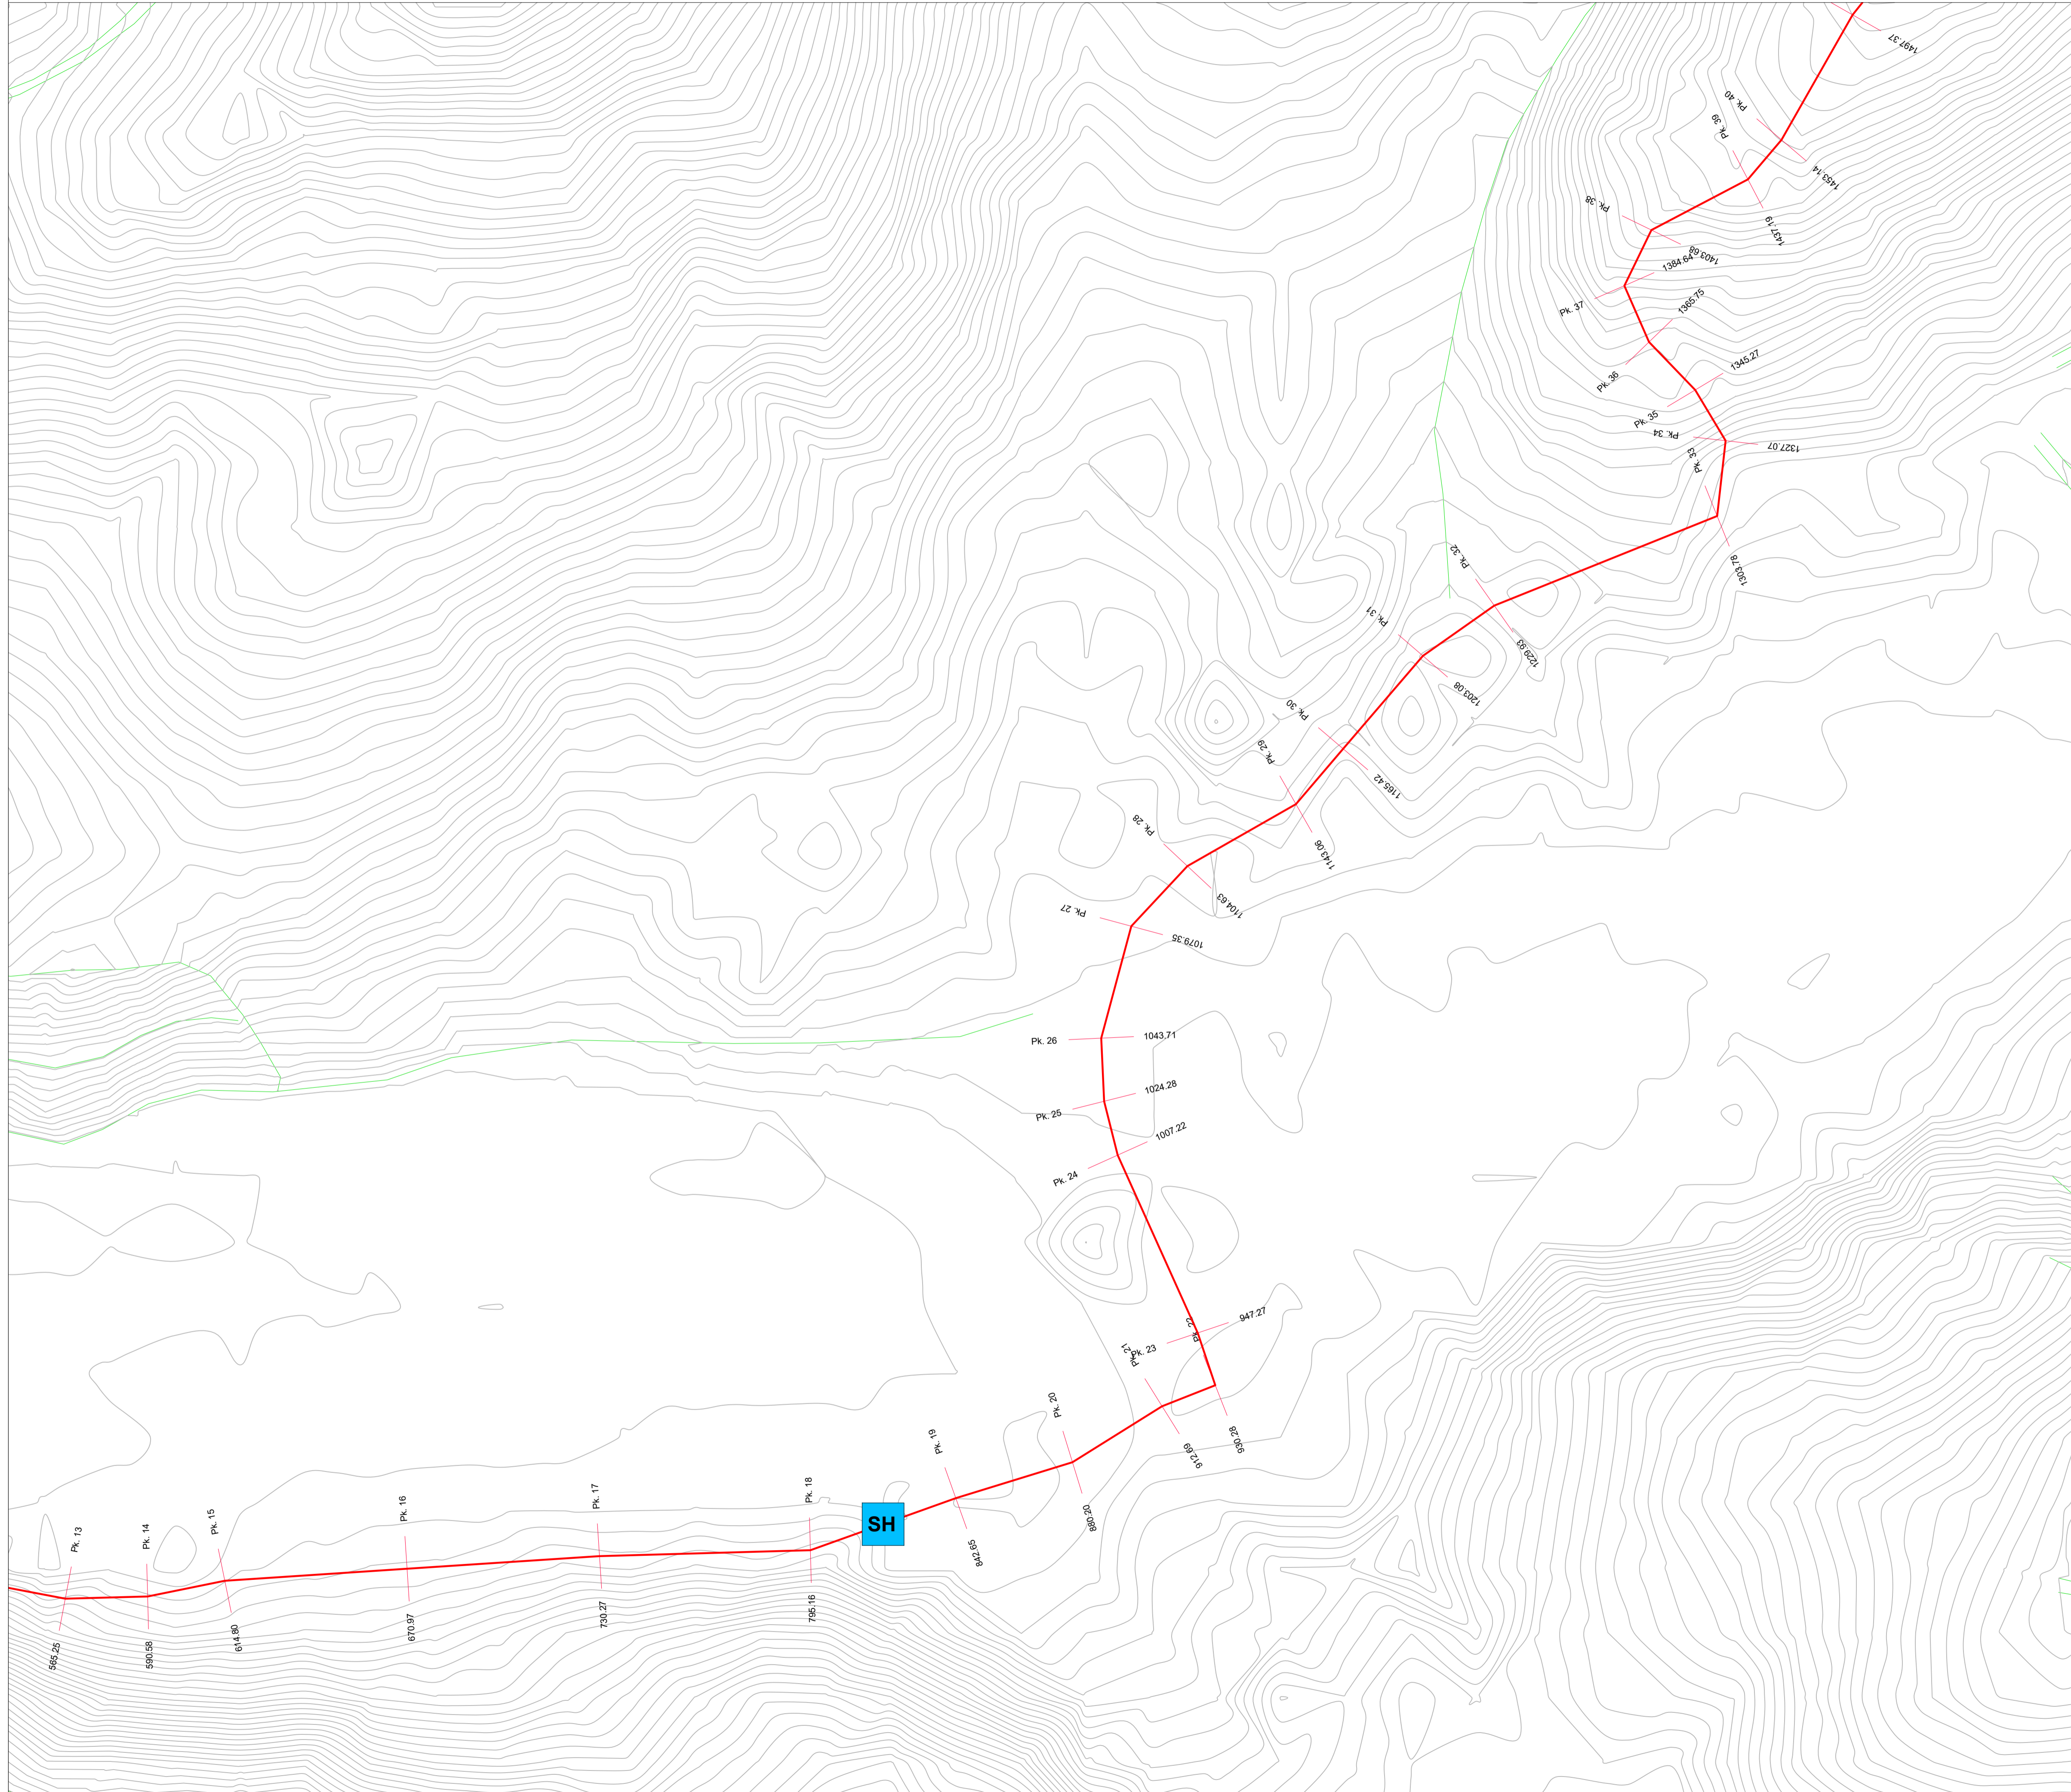 1497.37
Pk. 40
Pk. 39
1453.14
Pk. 38
1437.19
1403.68
1384.64
Pk. 37
1365.75
Pk. 36
1345.27
Pk. 35
Pk. 34
1327.07
Pk. 33
1303.78
Pk. 32
Pk. 31
1229.93
1203.08
Pk. 30
Pk. 29
1165.42
Pk. 28
1143.06
1104.63
Pk. 27
1079.35
Pk. 26
1043.71
1024.28
Pk. 25
1007.22
Pk. 24
947.27
Pk. 22
Pk. 23
Pk. 21
Pk. 20
930.28
912.69
Pk. 19
880.20
842.65
SH
Pk. 18
795.16
Pk. 17
730.27
Pk. 16
670.97
Pk. 15
614.80
Pk. 14
590.58
Pk. 13
565.25